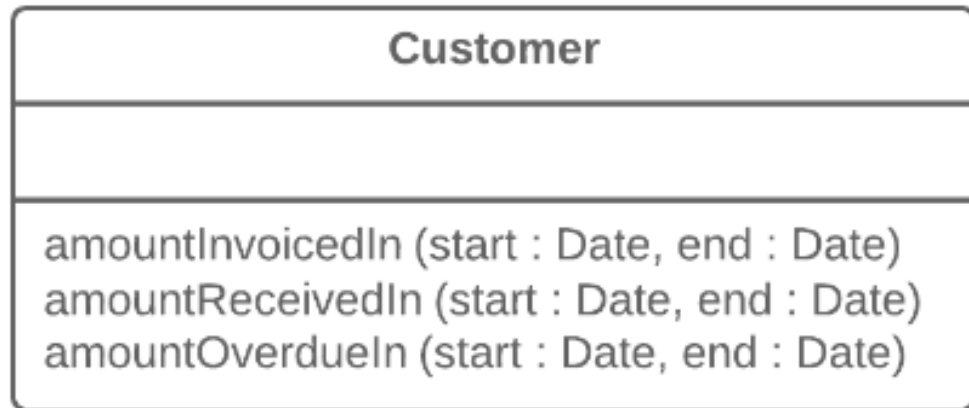 Customer
amountInvoicedIn (start : Date, end : Date)
amountReceivedIn (start : Date, end : Date)
amountOverdueIn (start : Date, end : Date)